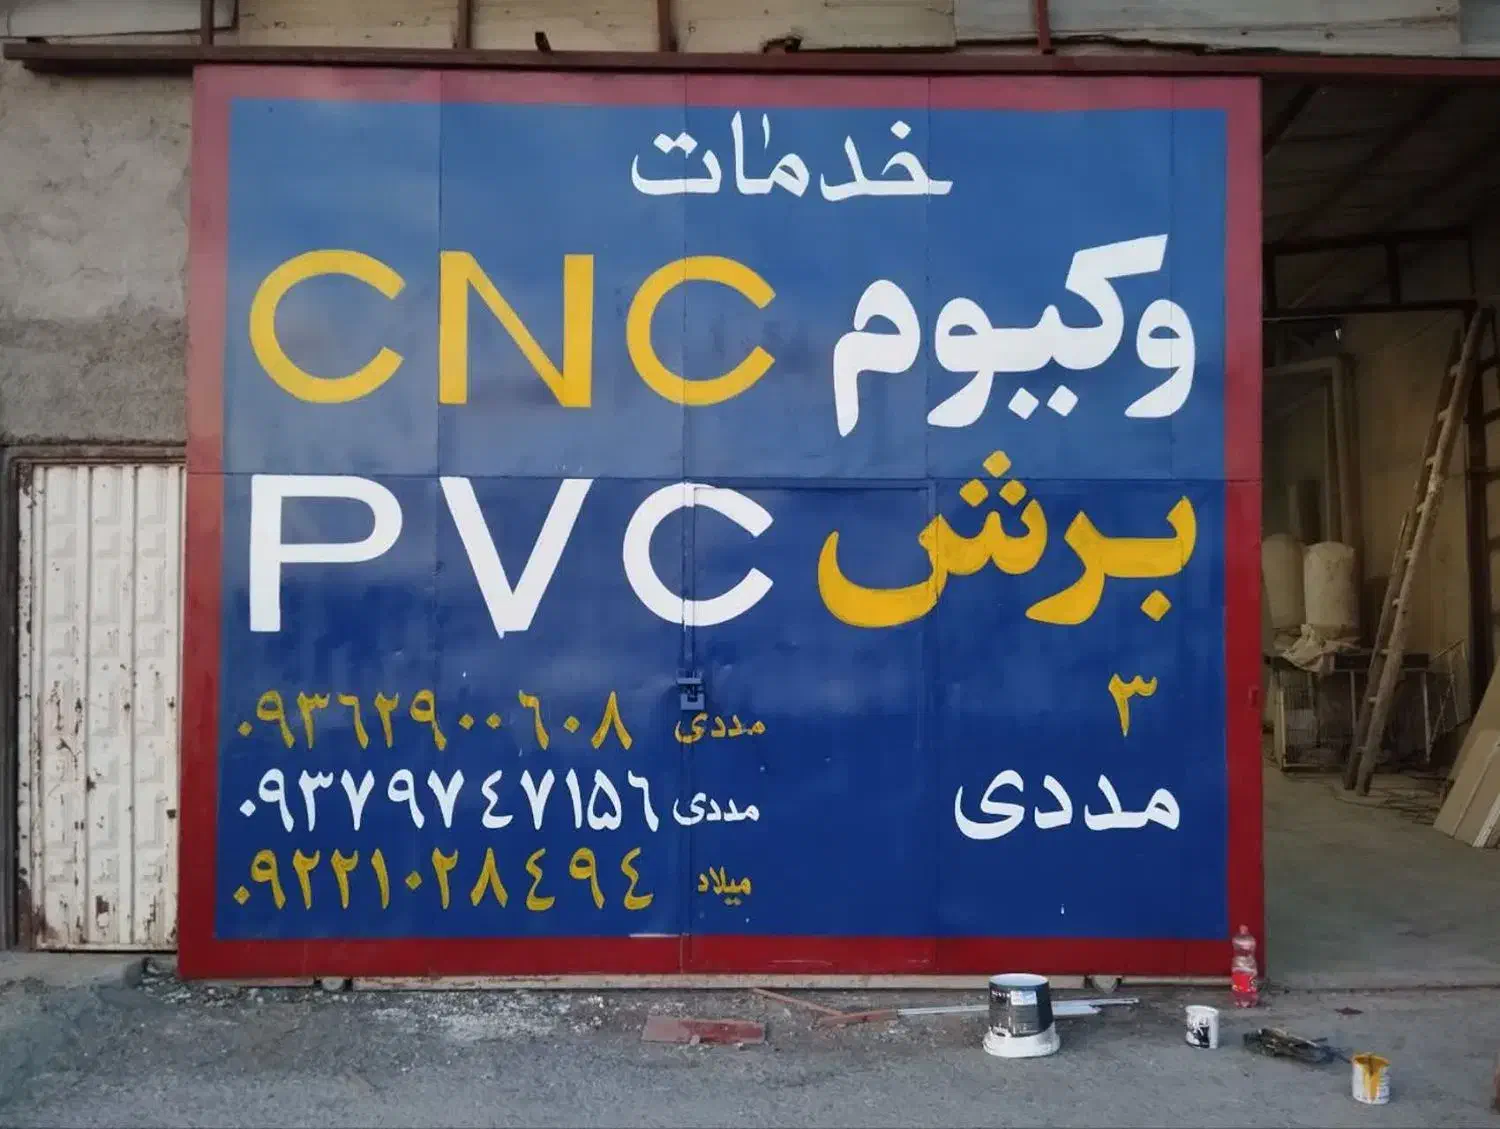 خدمات
وکیوم CNC
برش PVC
۳
مددی
مددی ۰۹۳۶۲۹۰۰۶۰۸
مددی ۰۹۳۷۹۷۴۷۱۵۶
میلاد ۰۹۲۲۱۰۲۸۴۹۴